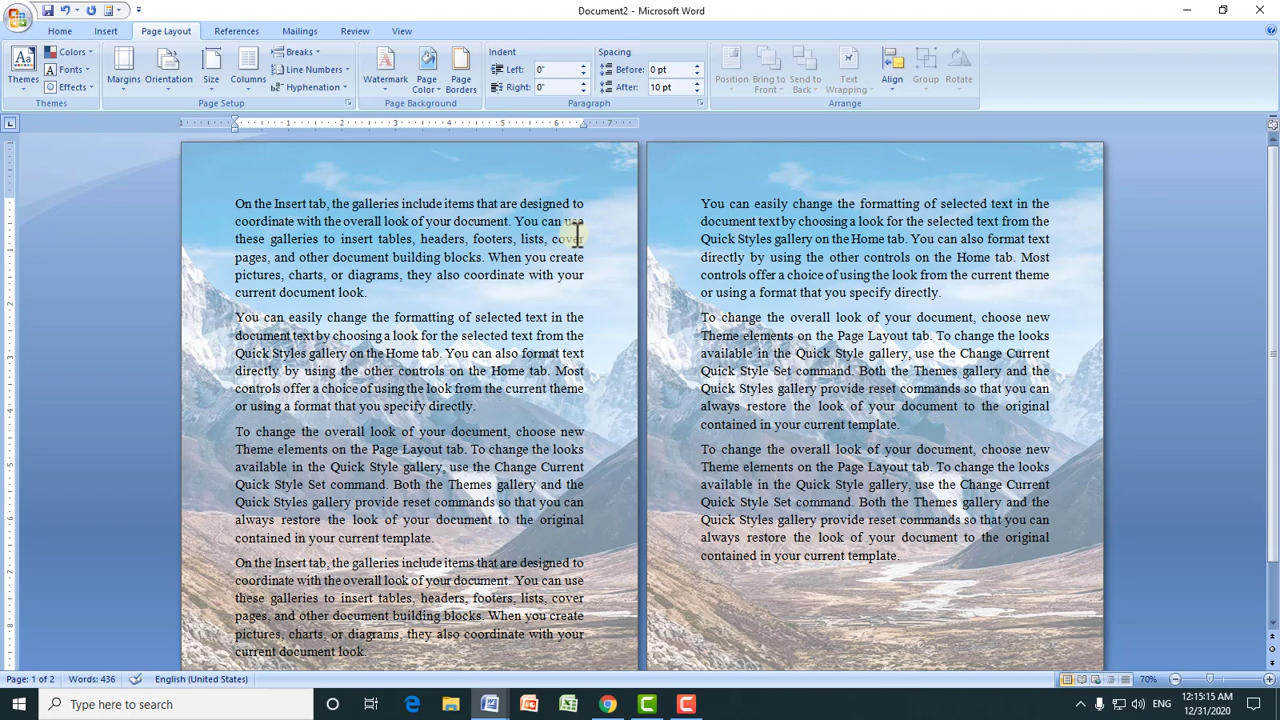 Document2 - Microsoft Word
Home Insert Page Layout References Mailings Review View
Themes
Colors
Fonts
Effects
Themes
Margins Orientation Size Columns
Breaks
Line Numbers
Hyphenation
Page Setup
Watermark Page Color Page Borders
Page Background
Indent
Left: 0"
Right: 0"
Spacing
Before: 0 pt
After: 10 pt
Paragraph
Position Bring to Front Send to Back Text Wrapping Align Group Rotate
Arrange
On the Insert tab, the galleries include items that are designed to
coordinate with the overall look of your document. You can use
these galleries to insert tables, headers, footers, lists, cover
pages, and other document building blocks. When you create
pictures, charts, or diagrams, they also coordinate with your
current document look.
You can easily change the formatting of selected text in the
document text by choosing a look for the selected text from the
Quick Styles gallery on the Home tab. You can also format text
directly by using the other controls on the Home tab. Most
controls offer a choice of using the look from the current theme
or using a format that you specify directly.
To change the overall look of your document, choose new
Theme elements on the Page Layout tab. To change the looks
available in the Quick Style gallery, use the Change Current
Quick Style Set command. Both the Themes gallery and the
Quick Styles gallery provide reset commands so that you can
always restore the look of your document to the original
contained in your current template.
On the Insert tab, the galleries include items that are designed to
coordinate with the overall look of your document. You can use
these galleries to insert tables, headers, footers, lists, cover
pages, and other document building blocks. When you create
pictures, charts, or diagrams, they also coordinate with your
current document look.
You can easily change the formatting of selected text in the
document text by choosing a look for the selected text from the
Quick Styles gallery on the Home tab. You can also format text
directly by using the other controls on the Home tab. Most
controls offer a choice of using the look from the current theme
or using a format that you specify directly.
To change the overall look of your document, choose new
Theme elements on the Page Layout tab. To change the looks
available in the Quick Style gallery, use the Change Current
Quick Style Set command. Both the Themes gallery and the
Quick Styles gallery provide reset commands so that you can
always restore the look of your document to the original
contained in your current template.
To change the overall look of your document, choose new
Theme elements on the Page Layout tab. To change the looks
available in the Quick Style gallery, use the Change Current
Quick Style Set command. Both the Themes gallery and the
Quick Styles gallery provide reset commands so that you can
always restore the look of your document to the original
contained in your current template.
Page: 1 of 2 Words: 436 English (United States) 70%
Type here to search
ENG
12:15:15 AM
12/31/2020